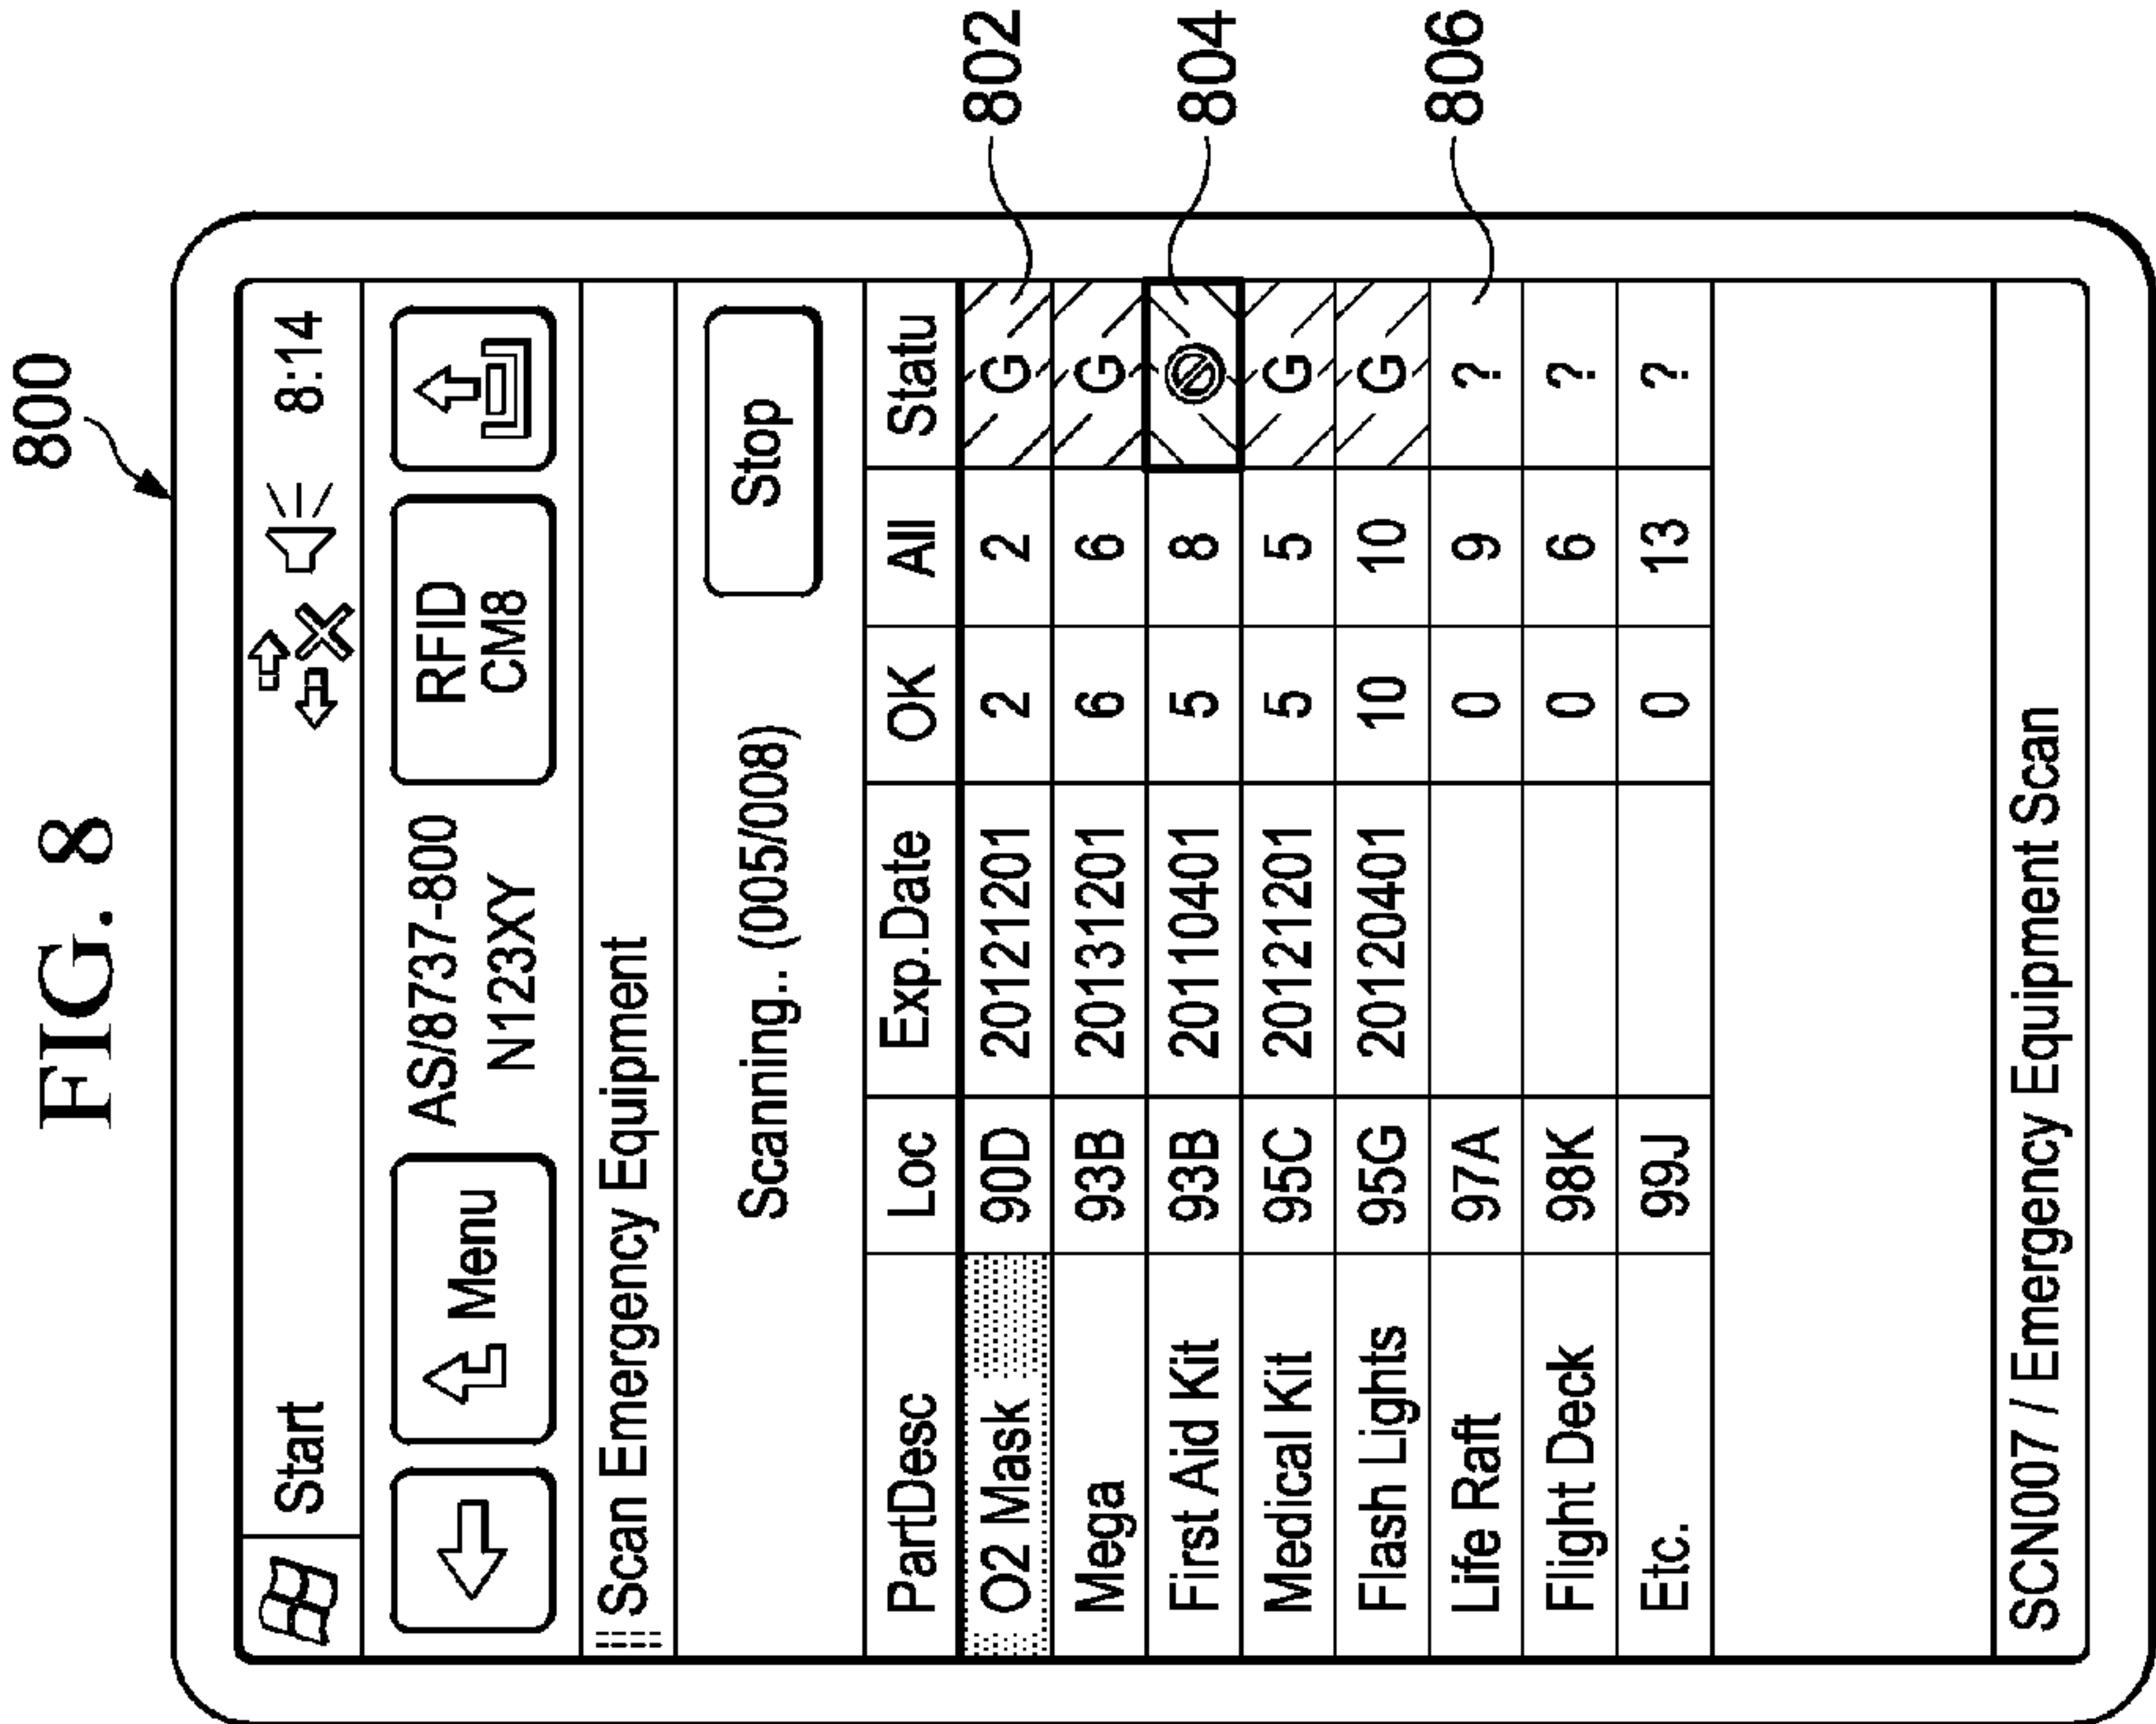 FIG. 8
800
Start 8:14
Menu
AS/8737-800
N123XY
RFID
CM8
Scan Emergency Equipment
Scanning.. (005/008)
Stop
PartDesc Loc Exp.Date OK All Statu
O2 Mask 90D 20121201 2 2 G
802
Mega 93B 20131201 6 6 G
First Aid Kit 93B 20110401 5 8
804
Medical Kit 95C 20121201 5 5 G
Flash Lights 95G 20120401 10 10 G
Life Raft 97A 0 9 ?
806
Flight Deck 98K 0 6 ?
Etc. 99J 0 13 ?
SCN007 / Emergency Equipment Scan